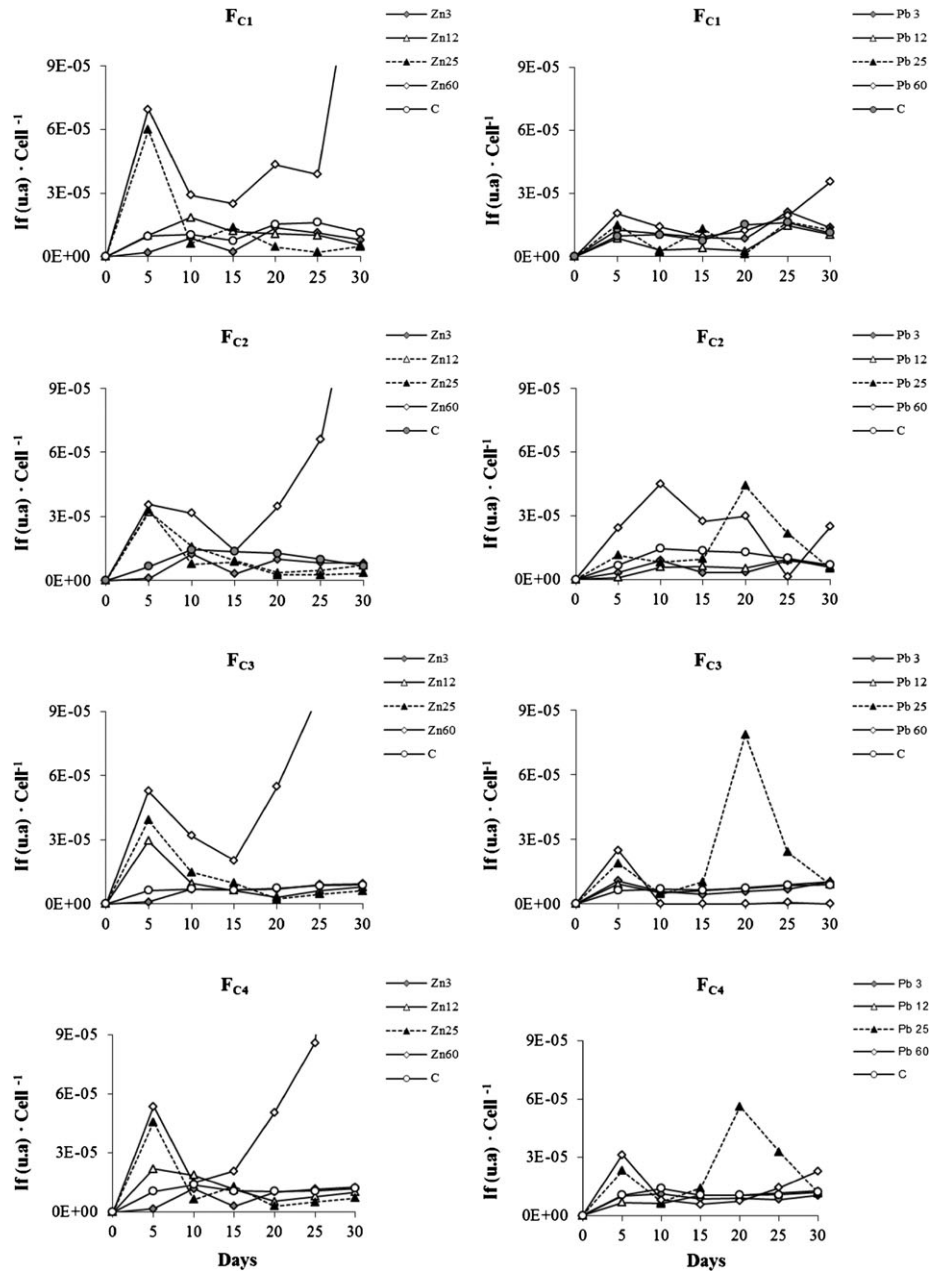 F_C1
Zn3
Zn12
Zn25
Zn60
C
If (u.a) · Cell ⁻¹
9E-05
6E-05
3E-05
0E+00
0 5 10 15 20 25 30
F_C1
Pb 3
Pb 12
Pb 25
Pb 60
C
If (u.a) · Cell⁻¹
9E-05
6E-05
3E-05
0E+00
0 5 10 15 20 25 30
F_C2
Zn3
Zn12
Zn25
Zn60
C
If (u.a) · Cell ⁻¹
9E-05
6E-05
3E-05
0E+00
0 5 10 15 20 25 30
F_C2
Pb 3
Pb 12
Pb 25
Pb 60
C
If (u.a) · Cell⁻¹
9E-05
6E-05
3E-05
0E+00
0 5 10 15 20 25 30
F_C3
Zn3
Zn12
Zn25
Zn60
C
If (u.a) · Cell ⁻¹
9E-05
6E-05
3E-05
0E+00
0 5 10 15 20 25 30
F_C3
Pb 3
Pb 12
Pb 25
Pb 60
C
If (u.a) · Cell⁻¹
9E-05
6E-05
3E-05
0E+00
0 5 10 15 20 25 30
F_C4
Zn3
Zn12
Zn25
Zn60
C
If (u.a) · Cell ⁻¹
9E-05
6E-05
3E-05
0E+00
0 5 10 15 20 25 30
Days
F_C4
Pb 3
Pb 12
Pb 25
Pb 60
C
If (u.a) · Cell⁻¹
9E-05
6E-05
3E-05
0E+00
0 5 10 15 20 25 30
Days